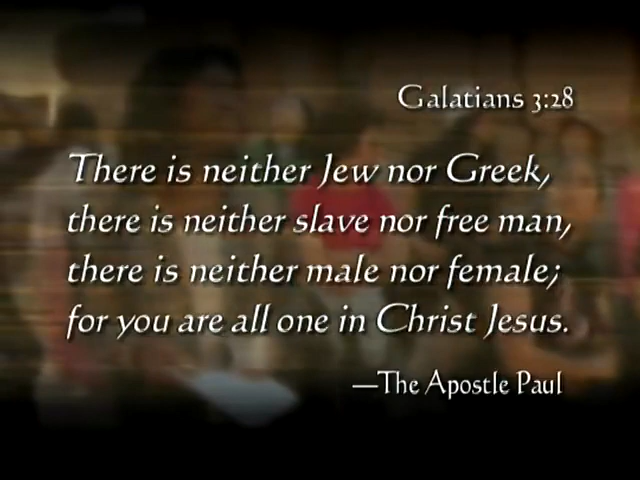 Galatians 3:28
There is neither Jew nor Greek,
there is neither slave nor free man,
there is neither male nor female;
for you are all one in Christ Jesus.
—The Apostle Paul